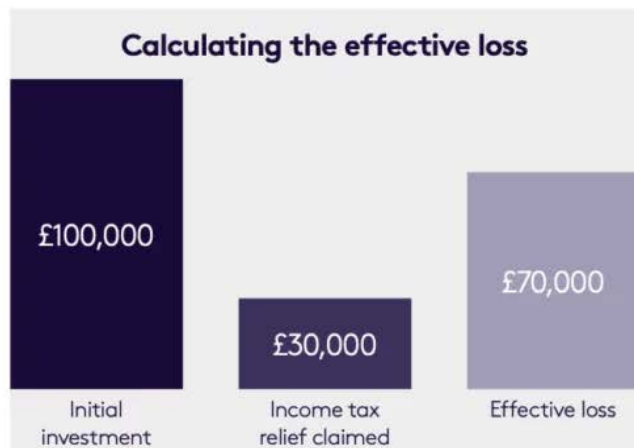 Calculating the effective loss
£100,000
£30,000
£70,000
Initial
investment
Income tax
relief claimed
Effective loss